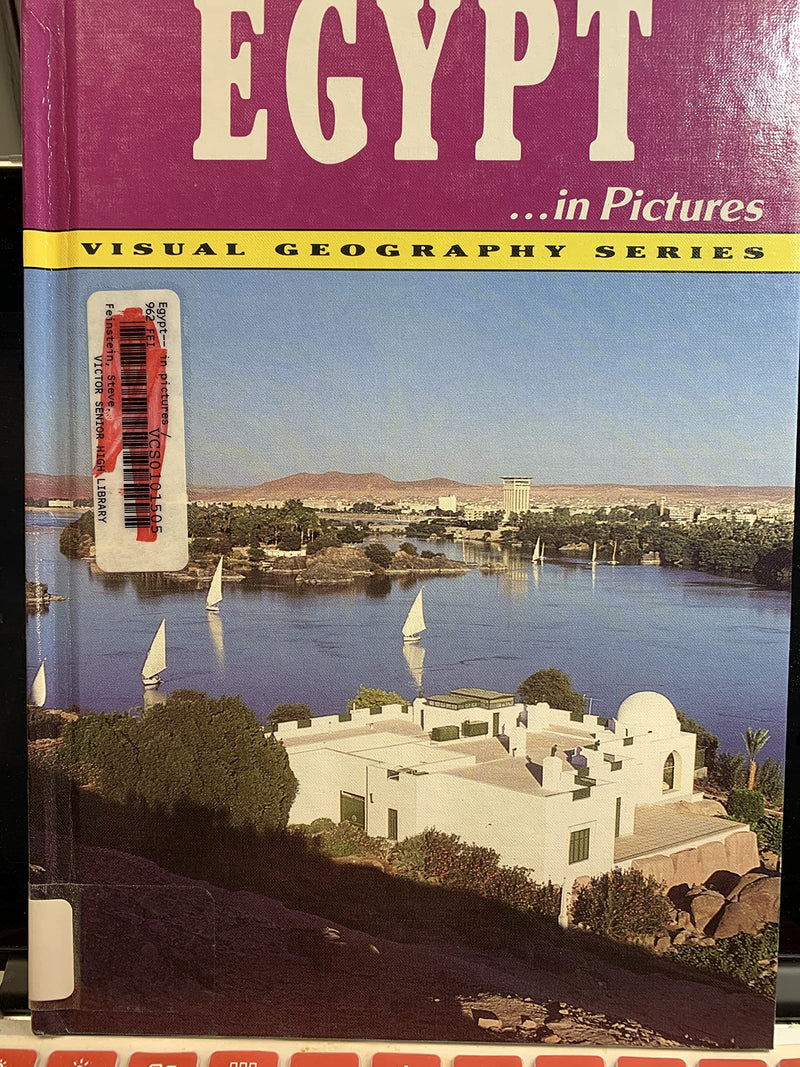 EGYPT
...in Pictures
VISUAL GEOGRAPHY SERIES
Egypt-- in pictures /
962 FEI
VCS0101505
Feinstein, Steve.
VICTOR SENIOR HIGH LIBRARY